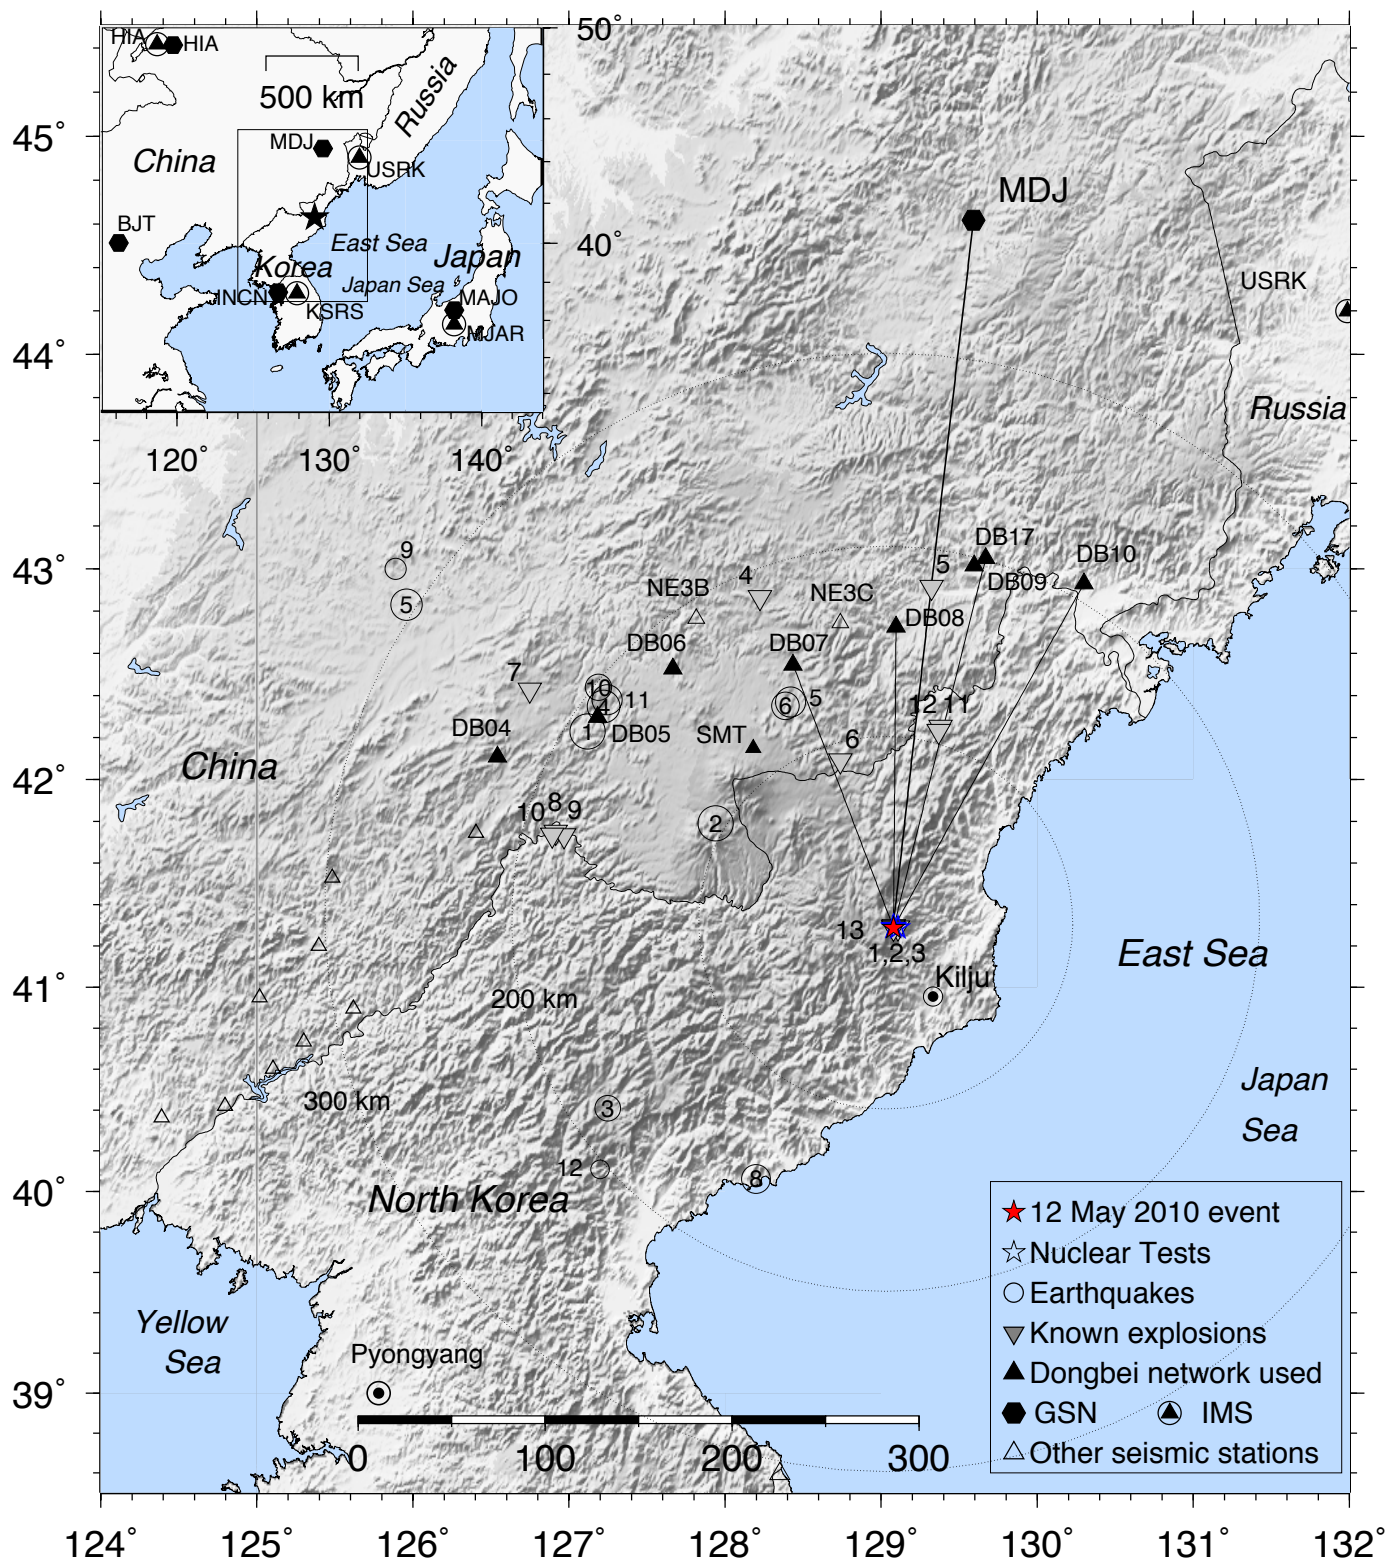 HIA
HIA
50°
500 km
Russia
45°
China
MDJ
USRK
MDJ
BJT
East Sea
40°
Korea
Japan
Japan Sea
INCN
KSRS
MAJO
MJAR
USRK
44°
Russia
120°
130°
140°
DB17
DB10
9
43°
5
DB09
4
NE3B
NE3C
5
DB08
DB06
DB07
7
10
11
4
6
5
12
11
DB04
1
DB05
SMT
6
China
42°
8
10
9
2
13
1,2,3
East Sea
Kilju
41°
200 km
300 km
Japan
Sea
3
12
8
40°
North Korea
12 May 2010 event
Nuclear Tests
Earthquakes
Known explosions
Dongbei network used
GSN
IMS
Other seismic stations
Yellow
Sea
Pyongyang
39°
0
100
200
300
124°
125°
126°
127°
128°
129°
130°
131°
132°